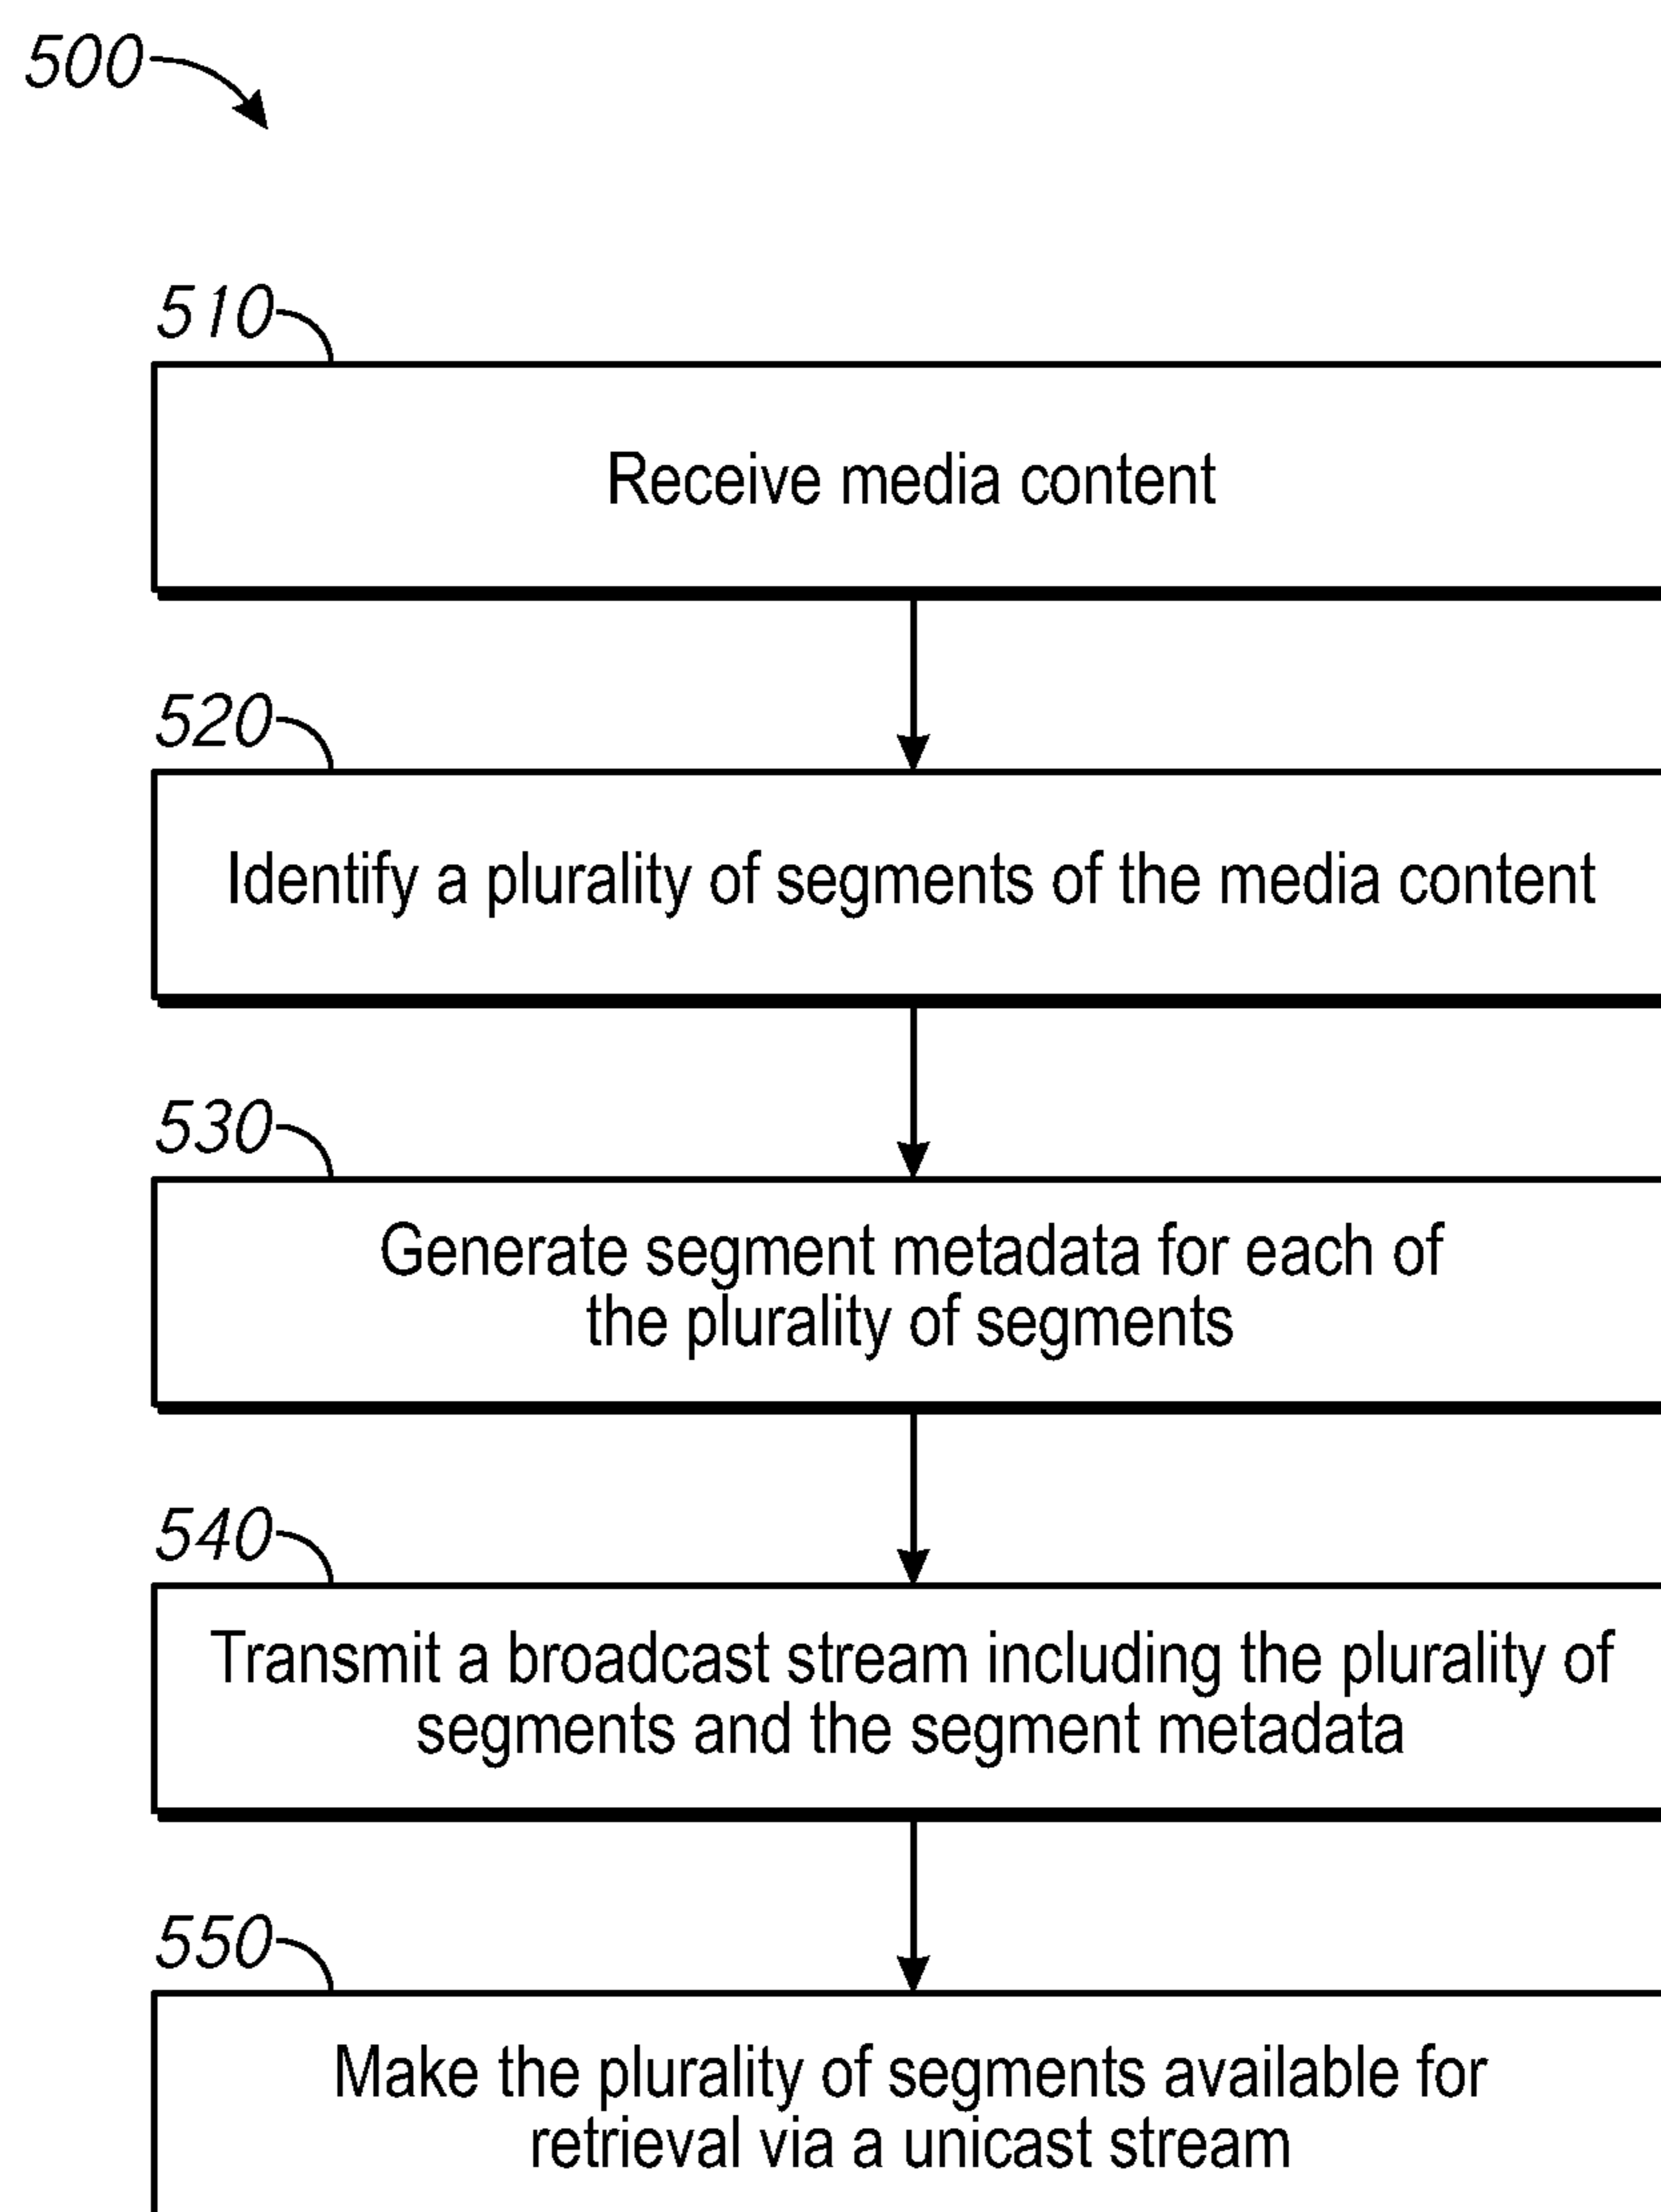 500
510
Receive media content
520
Identify a plurality of segments of the media content
530
Generate segment metadata for each of
the plurality of segments
540
Transmit a broadcast stream including the plurality of
segments and the segment metadata
550
Make the plurality of segments available for
retrieval via a unicast stream